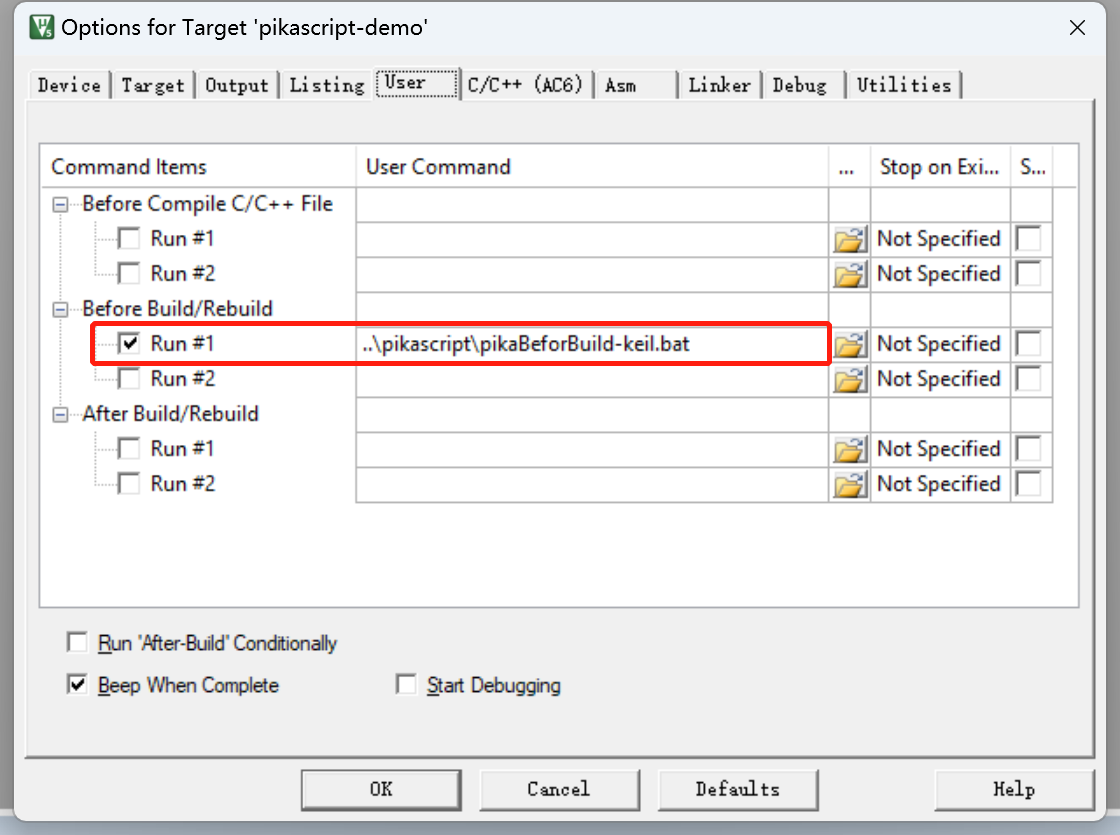 Options for Target 'pikascript-demo'
Device Target Output Listing User C/C++ (AC6) Asm Linker Debug Utilities
Command Items User Command ... Stop on Exi... S...
Before Compile C/C++ File
Run #1 Not Specified
Run #2 Not Specified
Before Build/Rebuild
Run #1 ..\pikascript\pikaBeforBuild-keil.bat Not Specified
Run #2 Not Specified
After Build/Rebuild
Run #1 Not Specified
Run #2 Not Specified
Run 'After-Build' Conditionally
Beep When Complete Start Debugging
OK Cancel Defaults Help